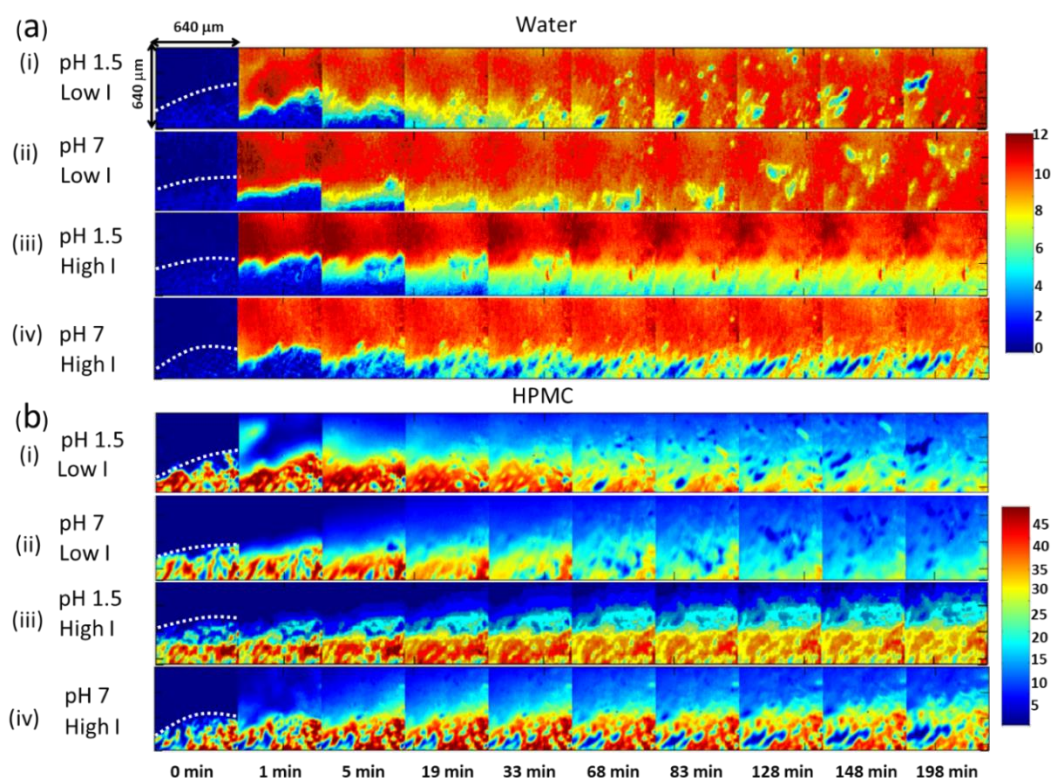 (a)
Water
640 μm
640 μm
(i) pH 1.5
Low I
(ii) pH 7
Low I
(iii) pH 1.5
High I
(iv) pH 7
High I
12
10
8
6
4
2
0
(b)
HPMC
(i) pH 1.5
Low I
(ii) pH 7
Low I
(iii) pH 1.5
High I
(iv) pH 7
High I
45
40
35
30
25
20
15
10
5
0 min 1 min 5 min 19 min 33 min 68 min 83 min 128 min 148 min 198 min